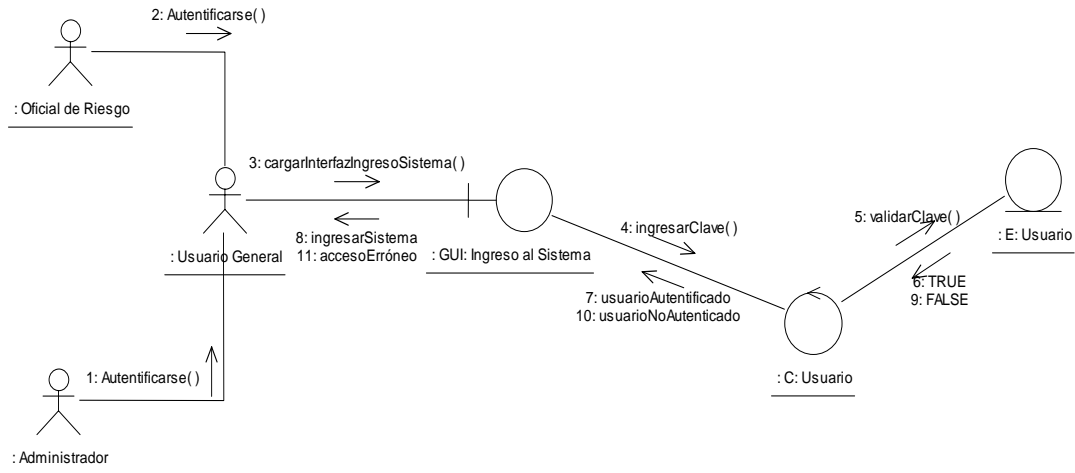 2: Autentificarse( )
: Oficial de Riesgo
3: cargarInterfazIngresoSistema( )
8: ingresarSistema
11: accesoErróneo
: Usuario General
: GUI: Ingreso al Sistema
4: ingresarClave( )
5: validarClave( )
: E: Usuario
6: TRUE
9: FALSE
7: usuarioAutentificado
10: usuarioNoAutenticado
: C: Usuario
1: Autentificarse( )
: Administrador